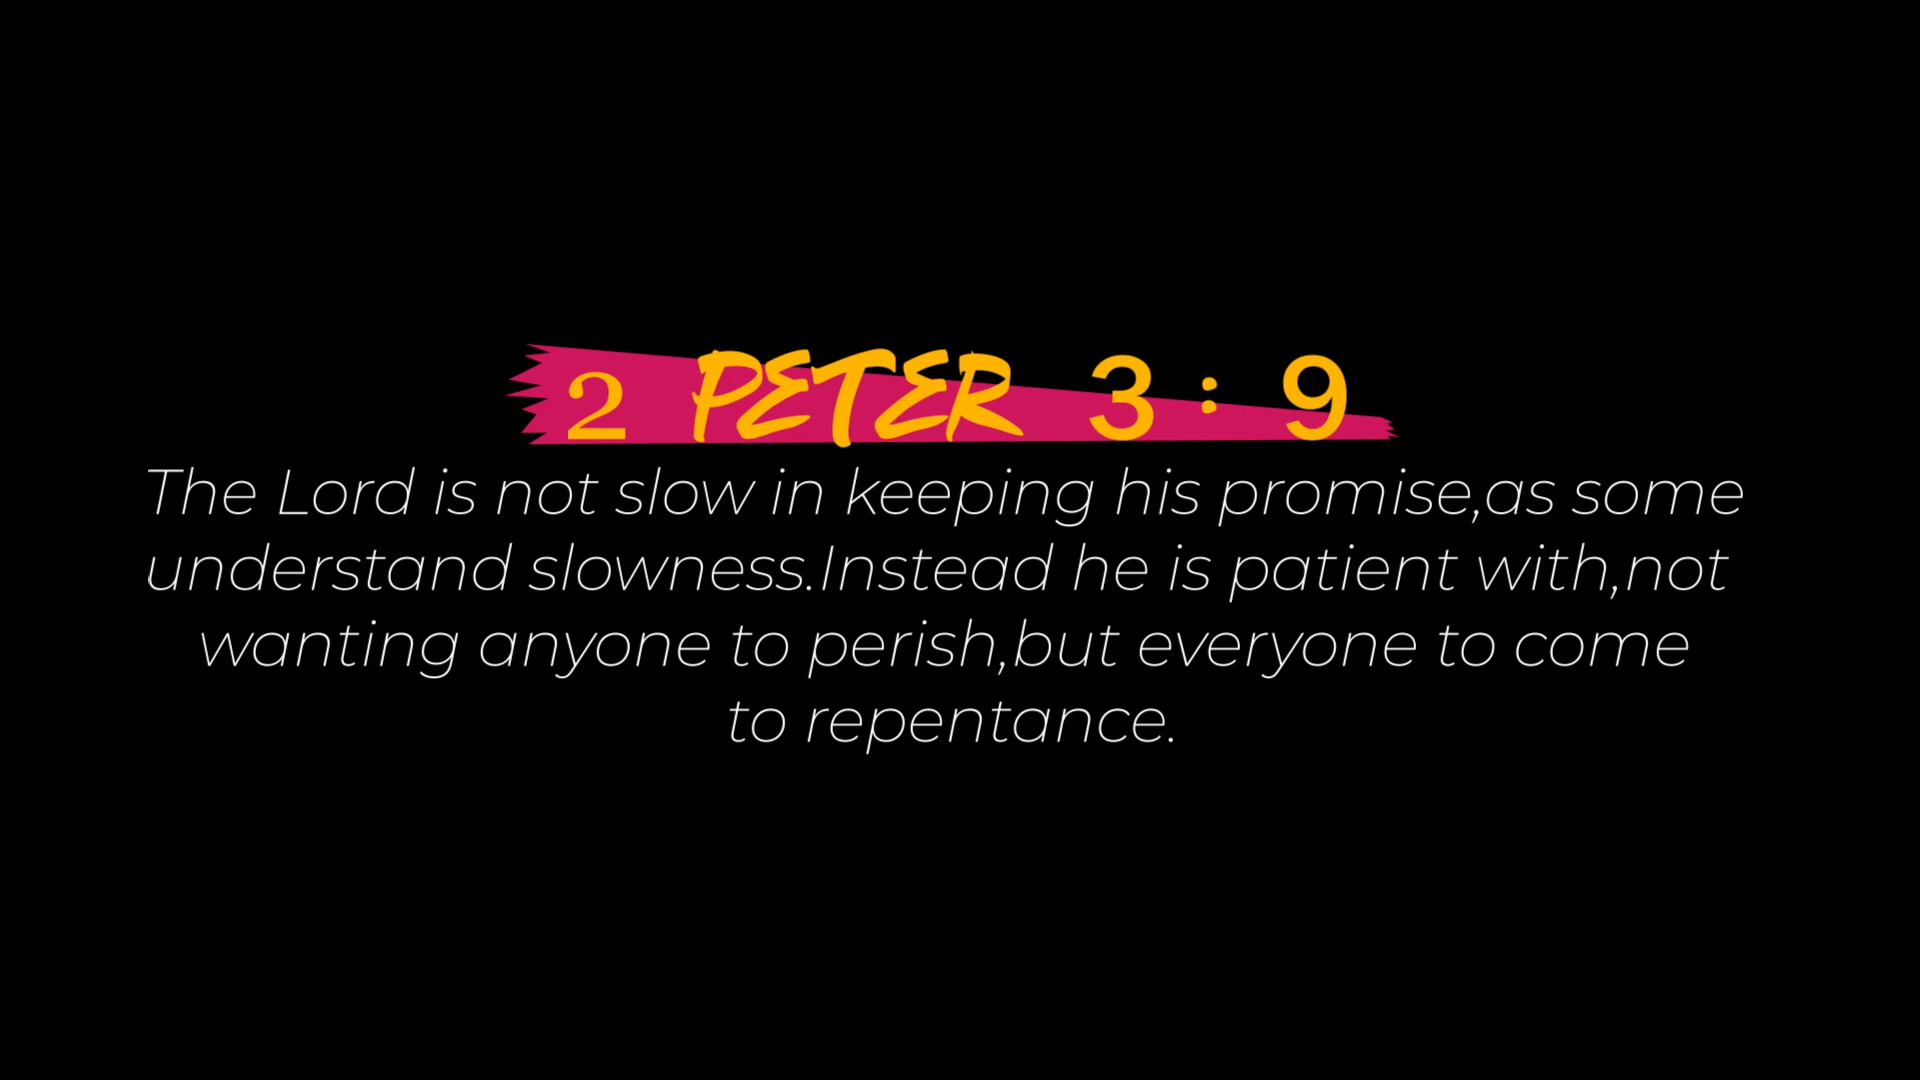 2 PETER 3 : 9
The Lord is not slow in keeping his promise,as some
understand slowness.Instead he is patient with,not
wanting anyone to perish,but everyone to come
to repentance.